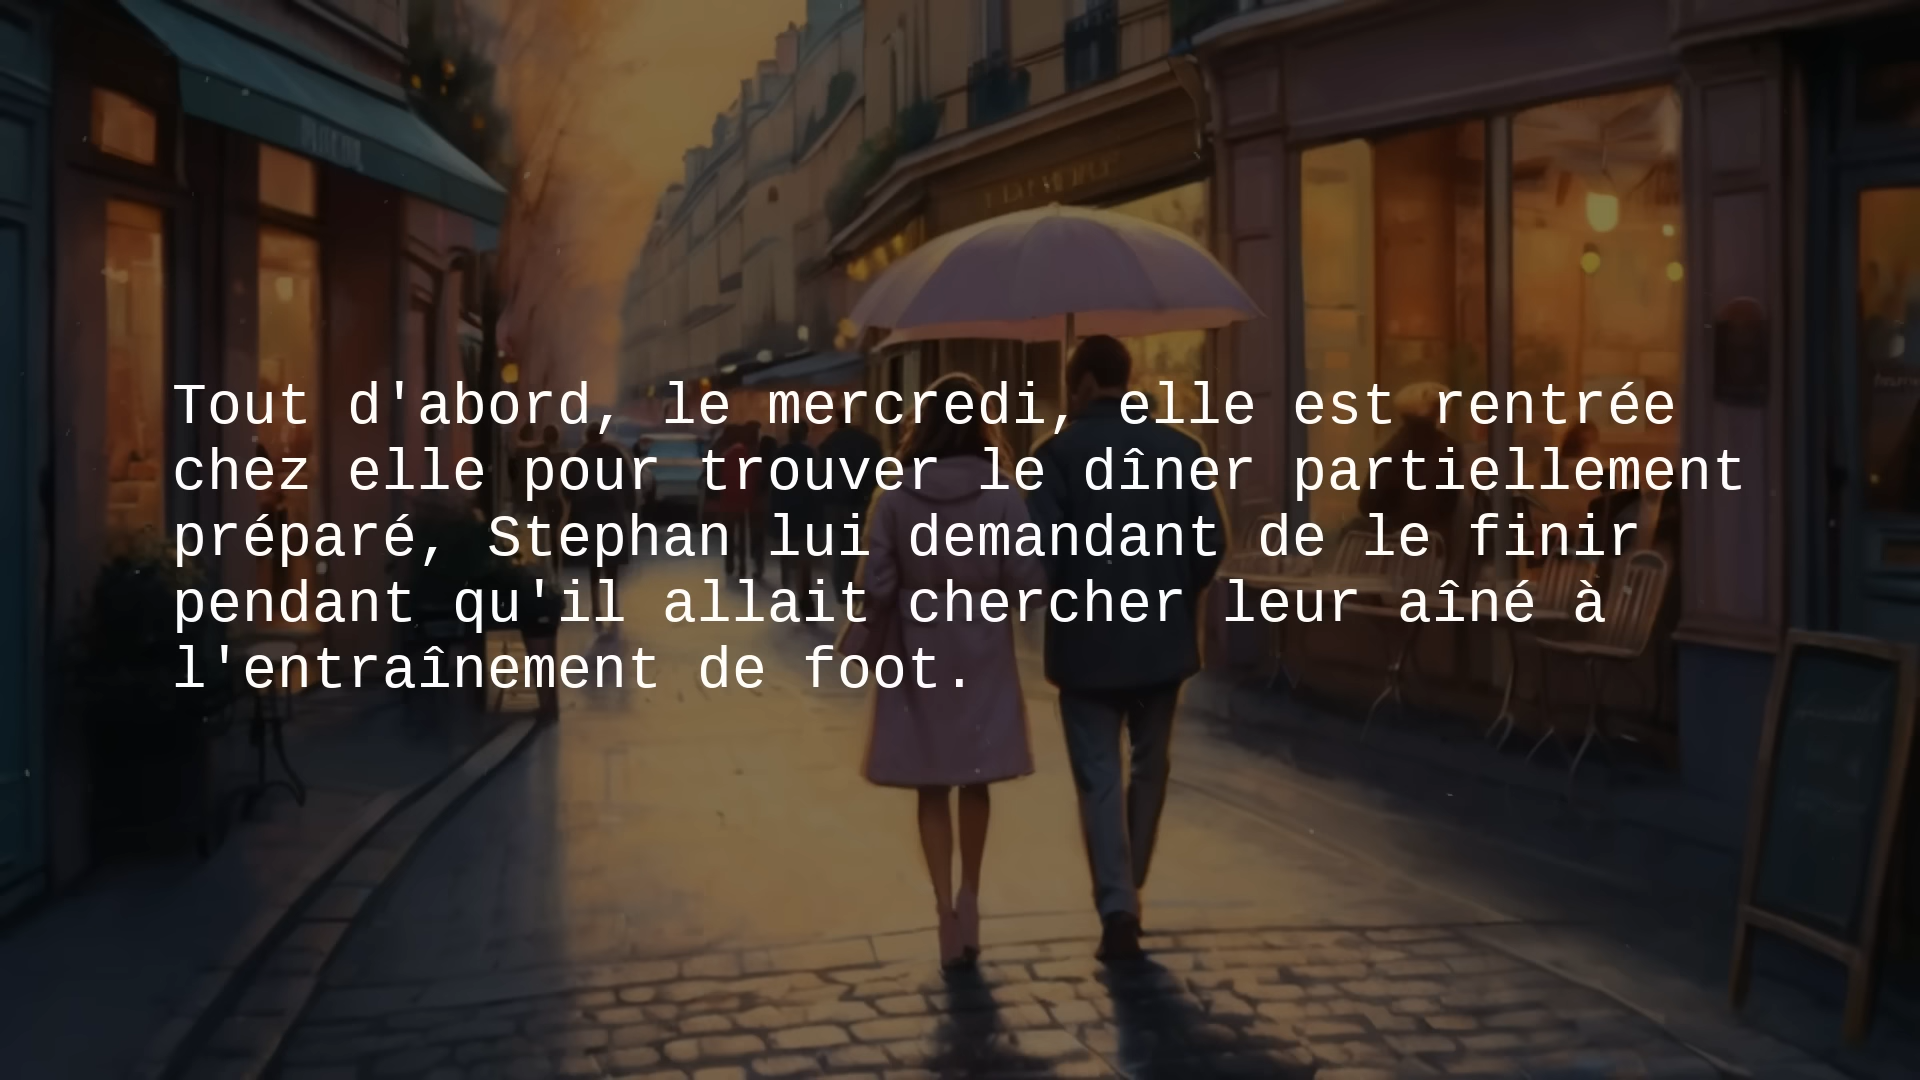 Tout d'abord, le mercredi, elle est rentrée
chez elle pour trouver le dîner partiellement
préparé, Stephan lui demandant de le finir
pendant qu'il allait chercher leur aîné à
l'entraînement de foot.